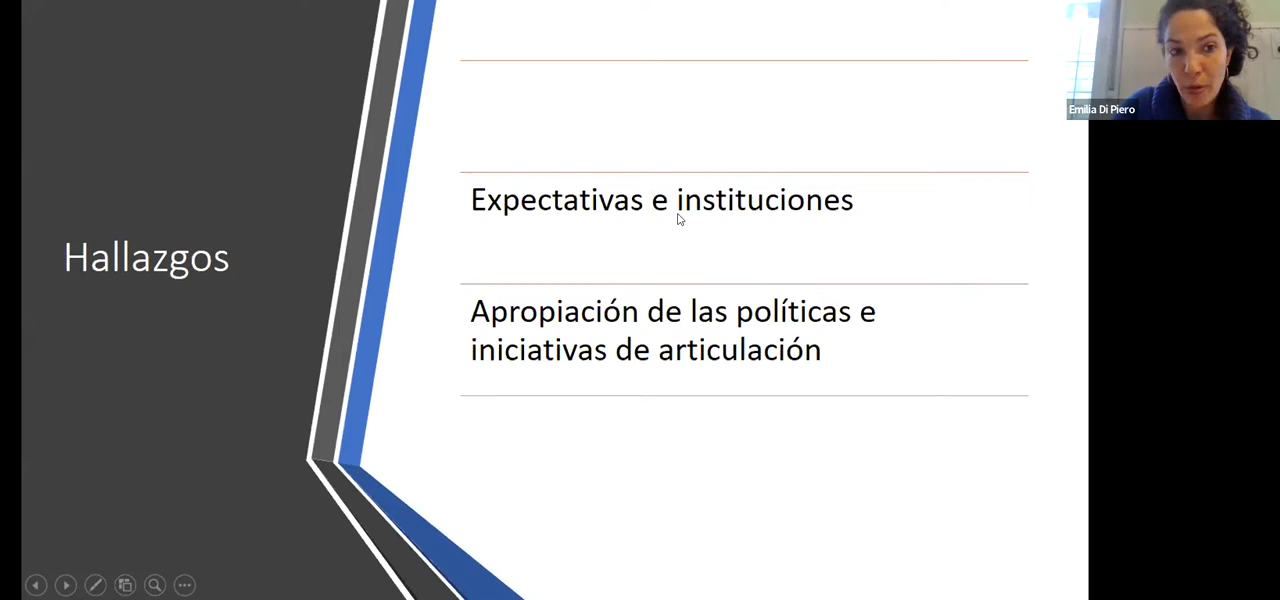 Emilia Di Piero
Hallazgos
Expectativas e instituciones
Apropiación de las políticas e
iniciativas de articulación